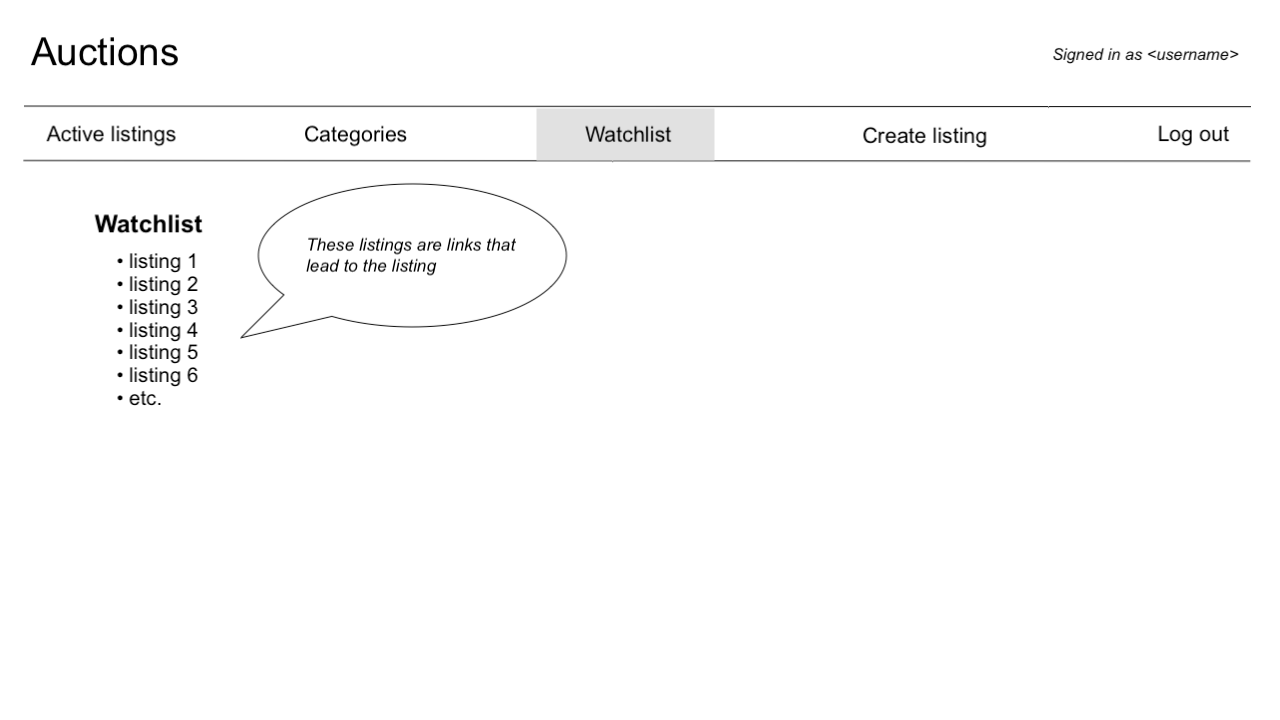 Auctions
Signed in as <username>
Active listings
Categories
Watchlist
Create listing
Log out
Watchlist
• listing 1
• listing 2
• listing 3
• listing 4
• listing 5
• listing 6
• etc.
These listings are links that
lead to the listing